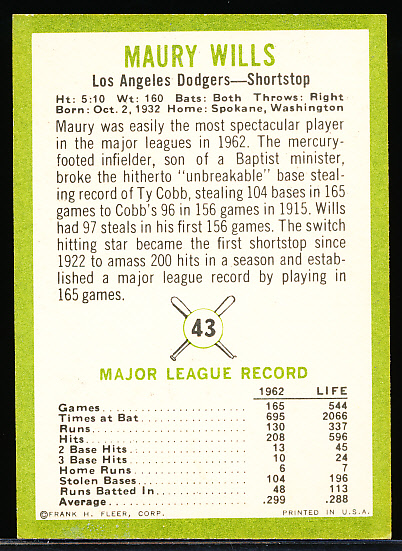 MAURY WILLS
Los Angeles Dodgers—Shortstop
Ht: 5:10 Wt: 160 Bats: Both Throws: Right
Born: Oct. 2, 1932 Home: Spokane, Washington
Maury was easily the most spectacular player
in the major leagues in 1962. The mercury-
footed infielder, son of a Baptist minister,
broke the hitherto "unbreakable" base steal-
ing record of Ty Cobb, stealing 104 bases in 165
games to Cobb's 96 in 156 games in 1915. Wills
had 97 steals in his first 156 games. The switch
hitting star became the first shortstop since
1922 to amass 200 hits in a season and estab-
lished a major league record by playing in
165 games.
43
MAJOR LEAGUE RECORD
1962 LIFE
Games 165 544
Times at Bat 695 2066
Runs 130 337
Hits 208 596
2 Base Hits 13 45
3 Base Hits 10 24
Home Runs 6 7
Stolen Bases 104 196
Runs Batted In 48 113
Average .299 .288
©FRANK H. FLEER, CORP. PRINTED IN U.S.A.